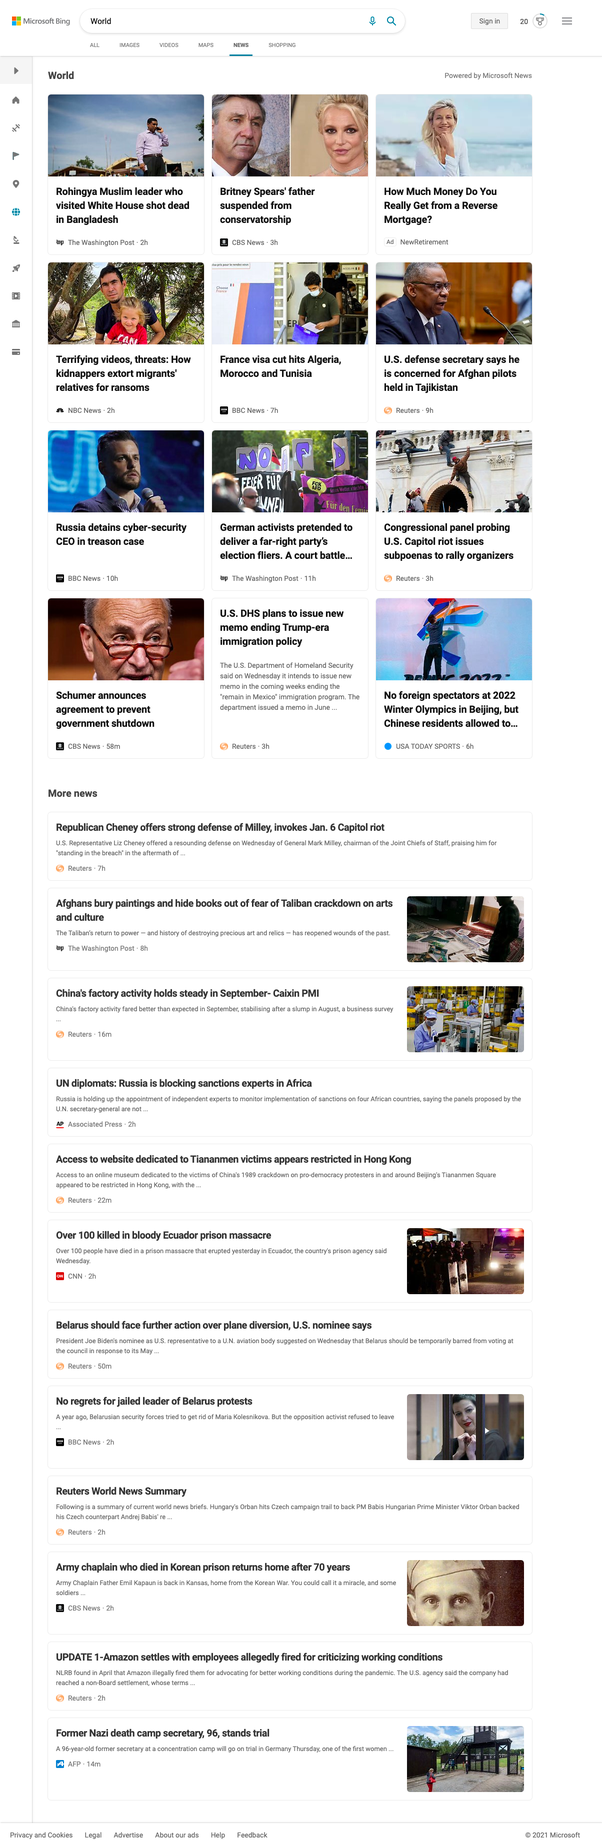 Microsoft Bing
World
Sign in
20
ALL
IMAGES
VIDEOS
MAPS
NEWS
SHOPPING
World
Powered by Microsoft News
Rohingya Muslim leader who
visited White House shot dead
in Bangladesh
The Washington Post · 2h
Britney Spears' father
suspended from
conservatorship
CBS News · 3h
How Much Money Do You
Really Get from a Reverse
Mortgage?
Ad NewRetirement
Terrifying videos, threats: How
kidnappers extort migrants'
relatives for ransoms
NBC News · 2h
France visa cut hits Algeria,
Morocco and Tunisia
BBC News · 7h
U.S. defense secretary says he
is concerned for Afghan pilots
held in Tajikistan
Reuters · 9h
Russia detains cyber-security
CEO in treason case
BBC News · 10h
NO AFD
German activists pretended to
deliver a far-right party's
election fliers. A court battle…
The Washington Post · 11h
Congressional panel probing
U.S. Capitol riot issues
subpoenas to rally organizers
Reuters · 3h
Schumer announces
agreement to prevent
government shutdown
CBS News · 58m
U.S. DHS plans to issue new
memo ending Trump-era
immigration policy
The U.S. Department of Homeland Security
said on Wednesday it intends to issue new
memo in the coming weeks ending the
"remain in Mexico" immigration program. The
department issued a memo in June ...
Reuters · 3h
BEIJING 2022
No foreign spectators at 2022
Winter Olympics in Beijing, but
Chinese residents allowed to…
USA TODAY SPORTS · 6h
More news
Republican Cheney offers strong defense of Milley, invokes Jan. 6 Capitol riot
U.S. Representative Liz Cheney offered a resounding defense on Wednesday of General Mark Milley, chairman of the Joint Chiefs of Staff, praising him for
"standing in the breach" in the aftermath of ...
Reuters · 7h
Afghans bury paintings and hide books out of fear of Taliban crackdown on arts
and culture
The Taliban's return to power — and history of destroying precious art and relics — has reopened wounds of the past.
The Washington Post · 8h
China's factory activity holds steady in September- Caixin PMI
China's factory activity fared better than expected in September, stabilising after a slump in August, a business survey
...
Reuters · 16m
UN diplomats: Russia is blocking sanctions experts in Africa
Russia is holding up the appointment of independent experts to monitor implementation of sanctions on four African countries, saying the panels proposed by the
U.N. secretary-general are not ...
AP Associated Press · 2h
Access to website dedicated to Tiananmen victims appears restricted in Hong Kong
Access to an online museum dedicated to the victims of China's 1989 crackdown on pro-democracy protesters in and around Beijing's Tiananmen Square
appeared to be restricted in Hong Kong, with the ...
Reuters · 22m
Over 100 killed in bloody Ecuador prison massacre
Over 100 people have died in a prison massacre that erupted yesterday in Ecuador, the country's prison agency said
Wednesday.
CNN · 2h
Belarus should face further action over plane diversion, U.S. nominee says
President Joe Biden's nominee as U.S. representative to a U.N. aviation body suggested on Wednesday that Belarus should be temporarily barred from voting at
the council in response to its May ...
Reuters · 50m
No regrets for jailed leader of Belarus protests
A year ago, Belarusian security forces tried to get rid of Maria Kolesnikova. But the opposition activist refused to leave
...
BBC News · 2h
Reuters World News Summary
Following is a summary of current world news briefs. Hungary's Orban hits Czech campaign trail to back PM Babis Hungarian Prime Minister Viktor Orban backed
his Czech counterpart Andrej Babis' re ...
Reuters · 2h
Army chaplain who died in Korean prison returns home after 70 years
Army Chaplain Father Emil Kapaun is back in Kansas, home from the Korean War. You could call it a miracle, and some
soldiers ...
CBS News · 2h
UPDATE 1-Amazon settles with employees allegedly fired for criticizing working conditions
NLRB found in April that Amazon illegally fired them for advocating for better working conditions during the pandemic. The U.S. agency said the company had
reached a non-Board settlement, whose terms ...
Reuters · 2h
Former Nazi death camp secretary, 96, stands trial
A 96-year-old former secretary at a concentration camp will go on trial in Germany Thursday, one of the first women ...
AFP · 14m
Privacy and Cookies
Legal
Advertise
About our ads
Help
Feedback
© 2021 Microsoft